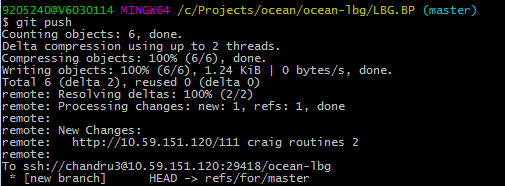 9205240@V6030114 MINGW64 /c/Projects/ocean/ocean-lbg/LBG.BP (master)
$ git push
Counting objects: 6, done.
Delta compression using up to 2 threads.
Compressing objects: 100% (6/6), done.
Writing objects: 100% (6/6), 1.24 KiB | 0 bytes/s, done.
Total 6 (delta 2), reused 0 (delta 0)
remote: Resolving deltas: 100% (2/2)
remote: Processing changes: new: 1, refs: 1, done
remote:
remote: New Changes:
remote:   http://10.59.151.120/111 craig routines 2
remote:
To ssh://chandru3@10.59.151.120:29418/ocean-lbg
 * [new branch]      HEAD -> refs/for/master